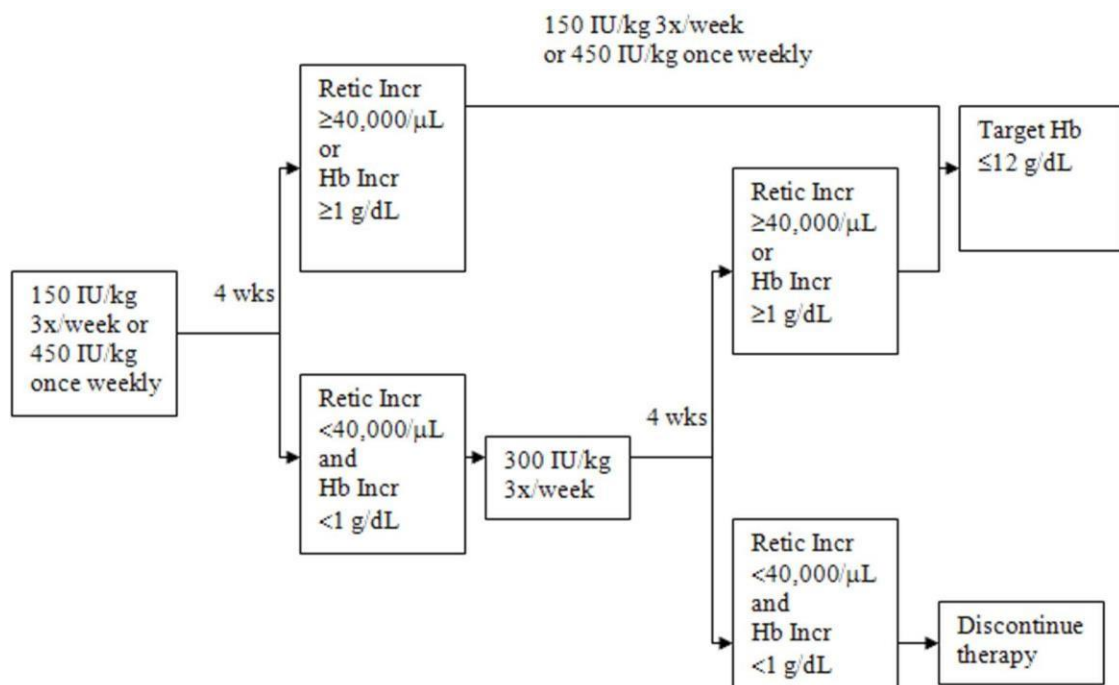 150 IU/kg 3x/week
or 450 IU/kg once weekly
Retic Incr
≥40,000/μL
or
Hb Incr
≥1 g/dL
Target Hb
≤12 g/dL
Retic Incr
≥40,000/μL
or
Hb Incr
≥1 g/dL
150 IU/kg
3x/week or
450 IU/kg
once weekly
4 wks
Retic Incr
<40,000/μL
and
Hb Incr
<1 g/dL
300 IU/kg
3x/week
4 wks
Retic Incr
<40,000/μL
and
Hb Incr
<1 g/dL
Discontinue
therapy